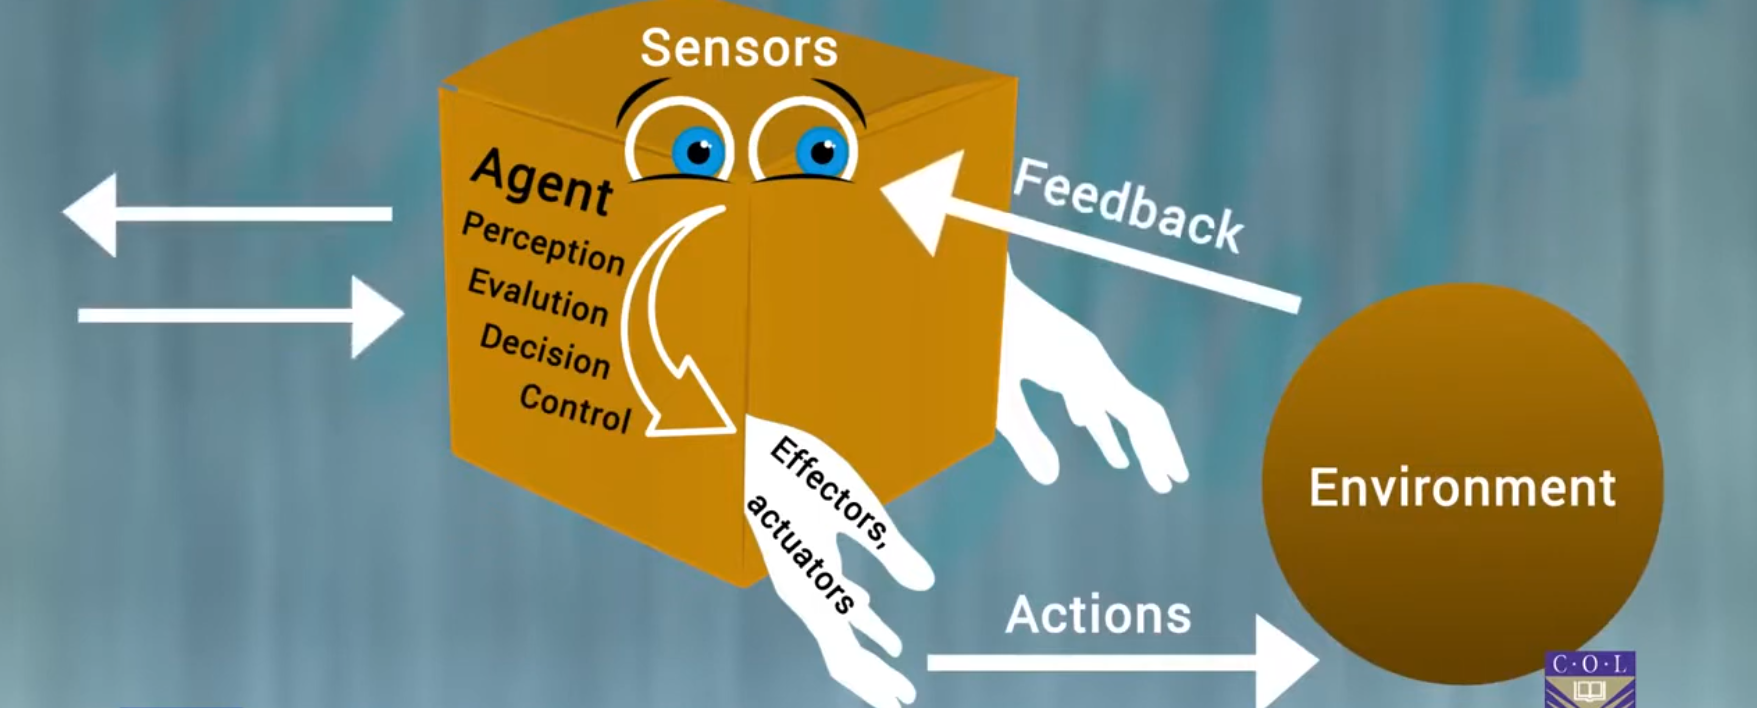 Sensors
Agent
Perception
Evalution
Decision
Control
Feedback
Effectors,
actuators
Environment
Actions
C·O·L